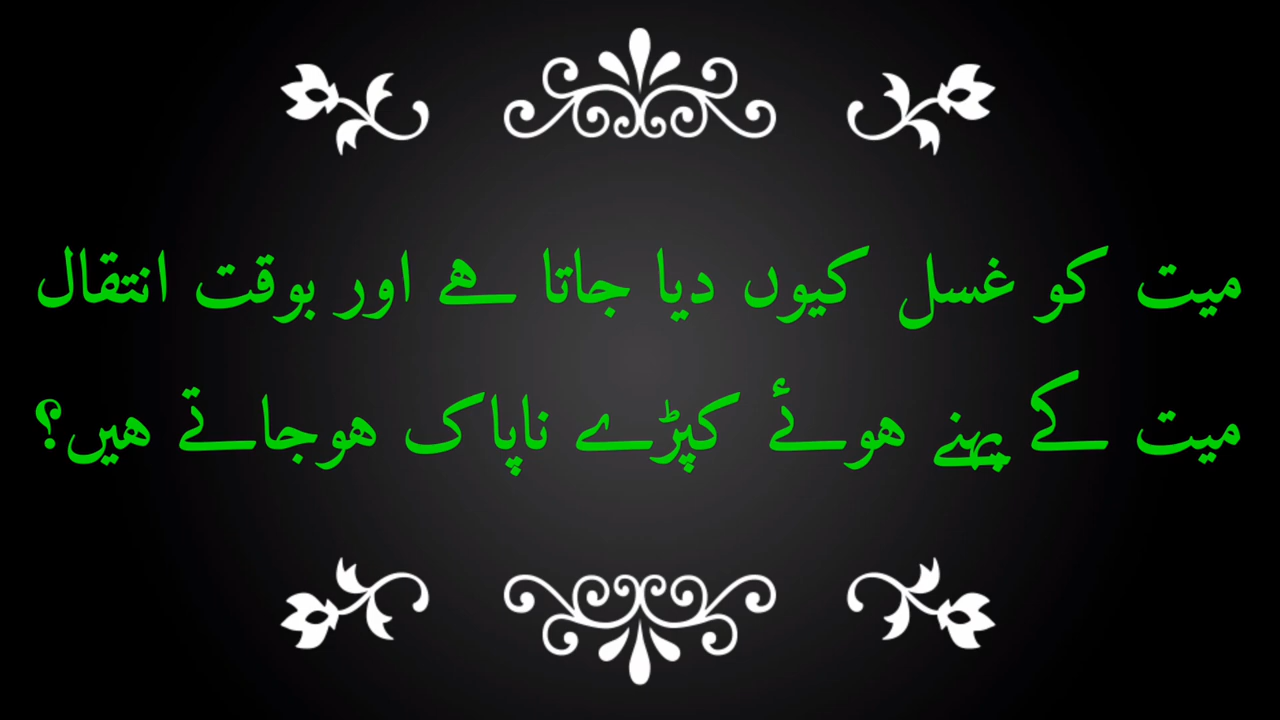 میت کو غسل کیوں دیا جاتا ہے اور بوقت انتقال
میت کے پہنے ہوئے کپڑے ناپاک ہوجاتے ہیں؟